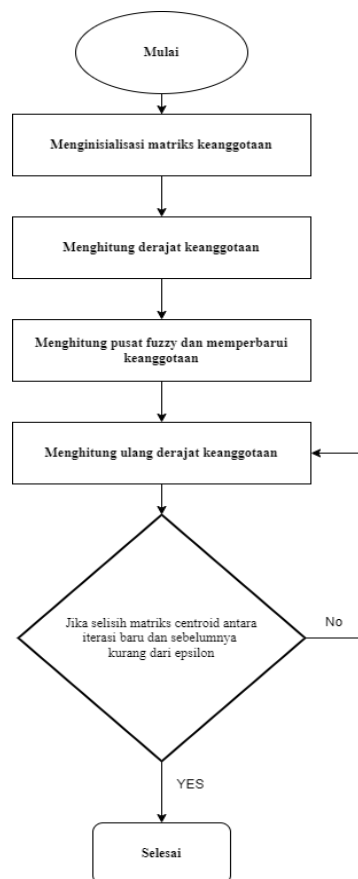 Mulai
Menginisialisasi matriks keanggotaan
Menghitung derajat keanggotaan
Menghitung pusat fuzzy dan memperbarui
keanggotaan
Menghitung ulang derajat keanggotaan
Jika selisih matriks centroid antara
iterasi baru dan sebelumnya
kurang dari epsilon
No
YES
Selesai